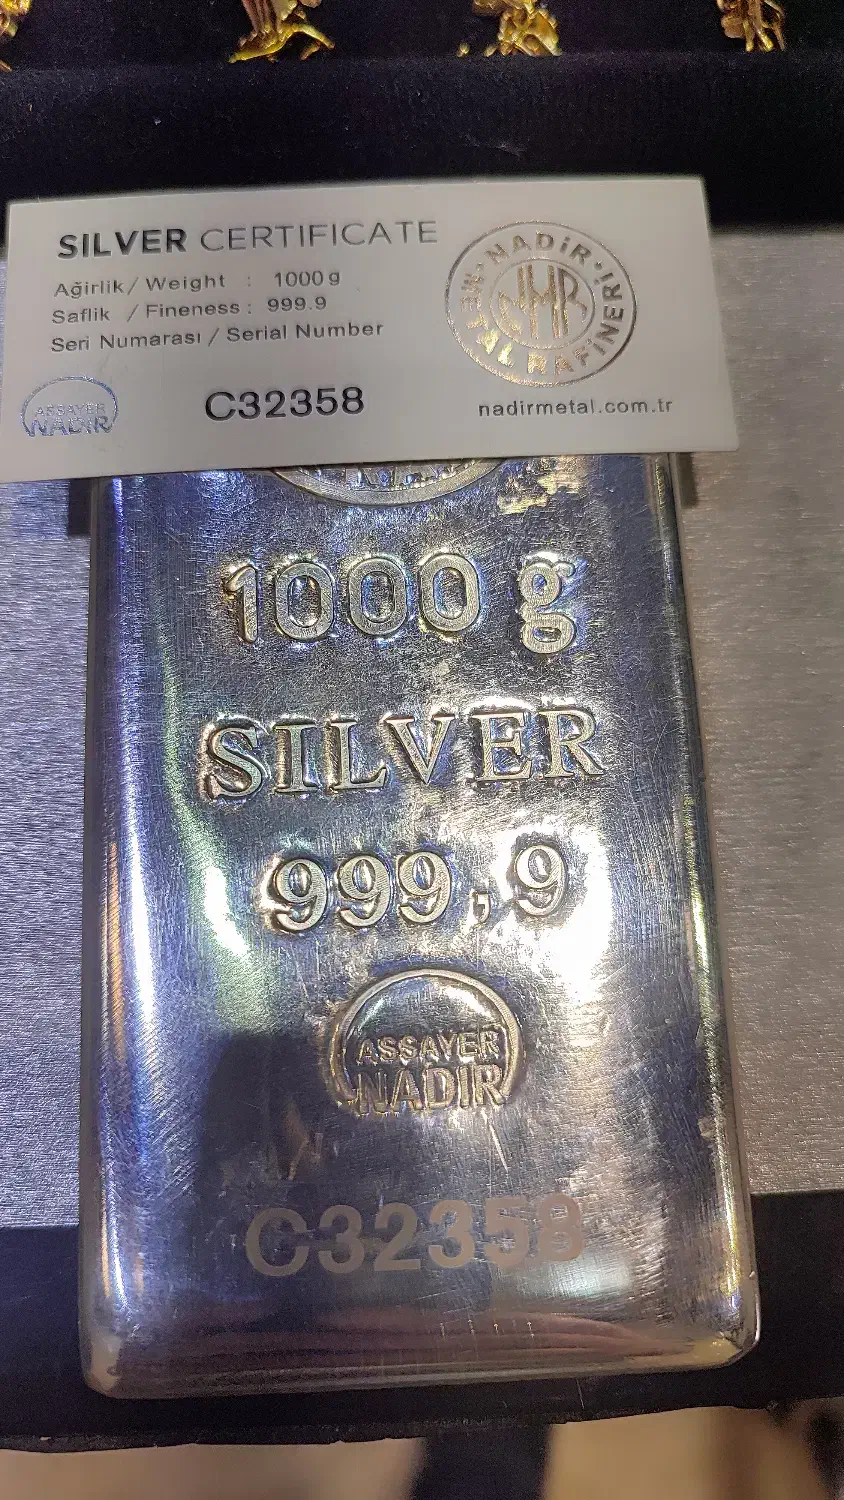 SILVER CERTIFICATE
Ağirlik / Weight : 1000 g
Saflik / Fineness : 999.9
Seri Numarası / Serial Number
C32358
ASSAYER
NADIR
NADİR METAL RAFİNERİ
NMR
nadirmetal.com.tr
1000 g
SILVER
999,9
ASSAYER
NADIR
C32358